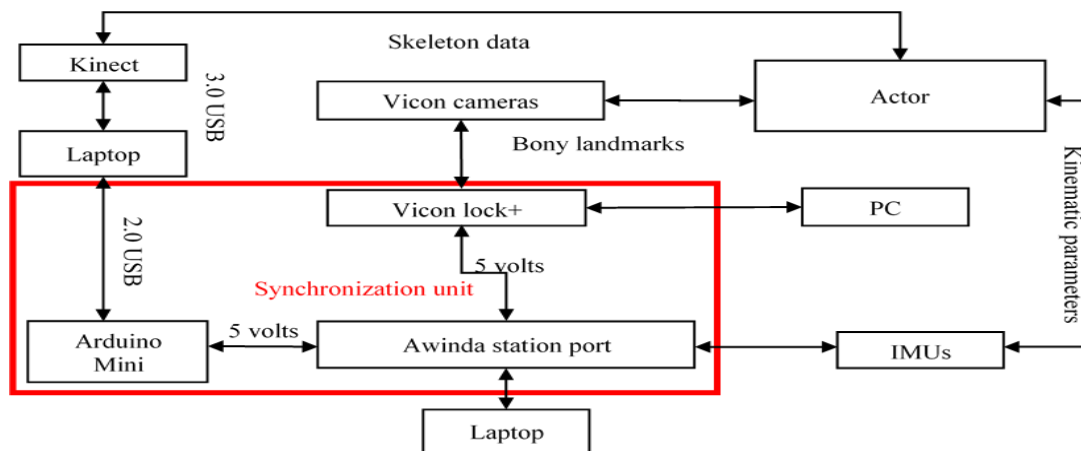 Skeleton data
Kinect
3.0 USB
Vicon cameras
Actor
Laptop
Bony landmarks
Kinematic parameters
Vicon lock+
PC
2.0 USB
5 volts
Synchronization unit
Arduino
Mini
5 volts
Awinda station port
IMUs
Laptop